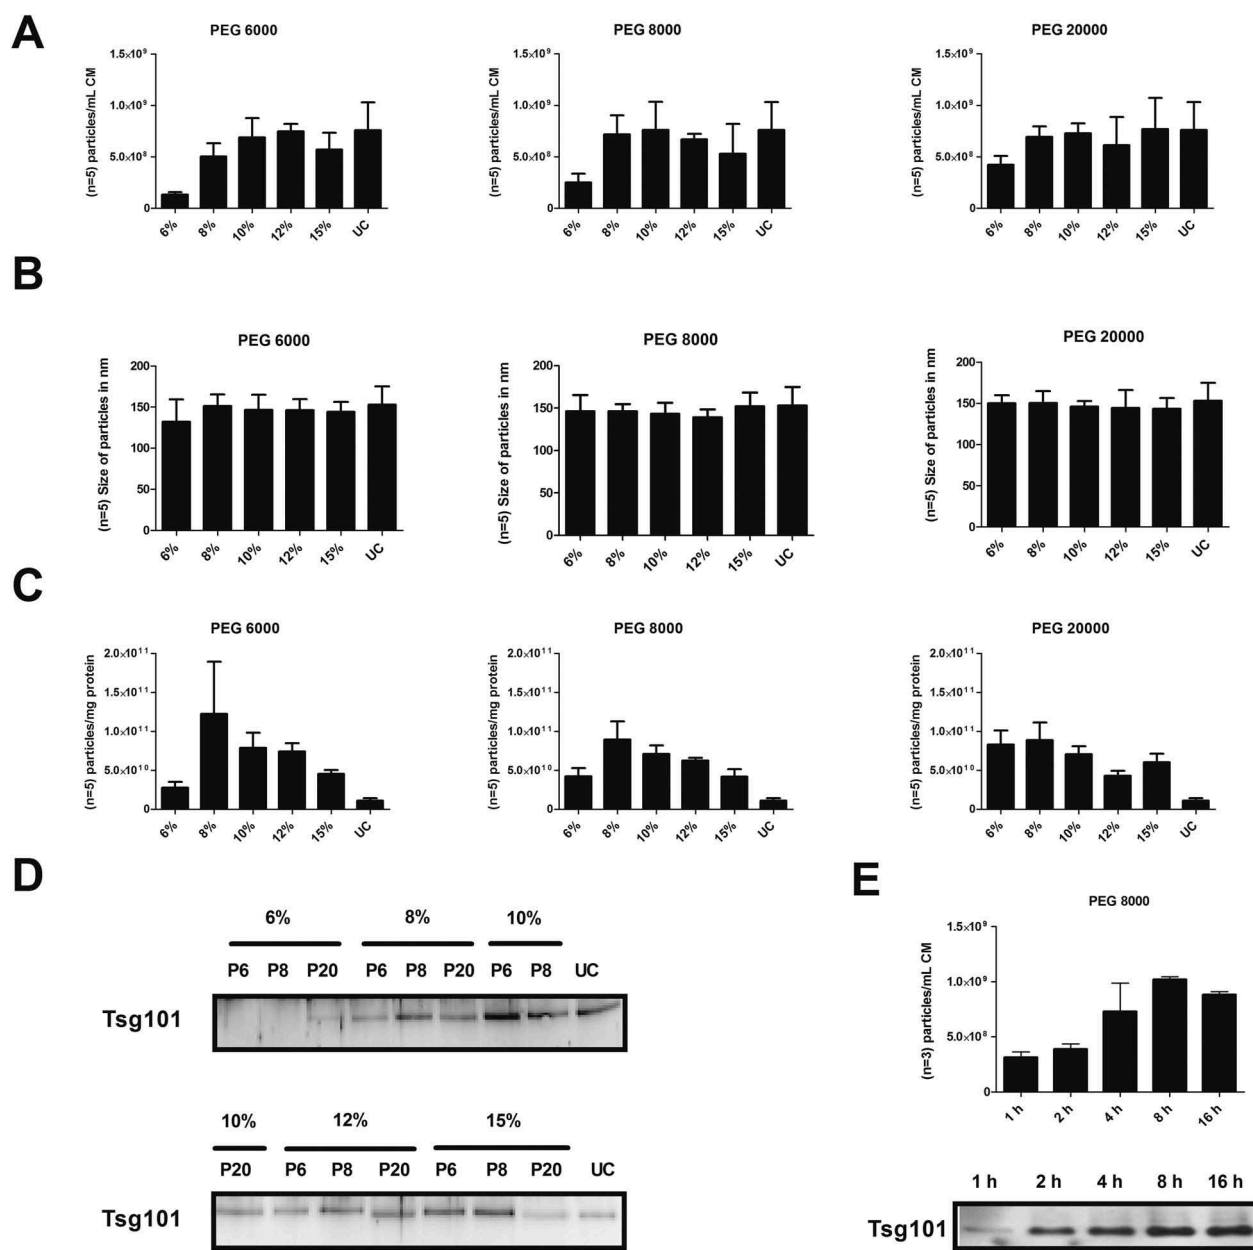 A
PEG 6000
PEG 8000
PEG 20000
(n=5) particles/mL CM
1.5×10⁹
1.0×10⁹
5.0×10⁸
0
6% 8% 10% 12% 15% UC
(n=5) particles/mL CM
1.5×10⁹
1.0×10⁹
5.0×10⁸
0
6% 8% 10% 12% 15% UC
(n=5) particles/mL CM
1.5×10⁹
1.0×10⁹
5.0×10⁸
0
6% 8% 10% 12% 15% UC
B
PEG 6000
PEG 8000
PEG 20000
(n=5) Size of particles in nm
200
150
100
50
0
6% 8% 10% 12% 15% UC
(n=5) Size of particles in nm
200
150
100
50
0
6% 8% 10% 12% 15% UC
(n=5) Size of particles in nm
200
150
100
50
0
6% 8% 10% 12% 15% UC
C
PEG 6000
PEG 8000
PEG 20000
(n=5) particles/mg protein
2.0×10¹¹
1.5×10¹¹
1.0×10¹¹
5.0×10¹⁰
0
6% 8% 10% 12% 15% UC
(n=5) particles/mg protein
2.0×10¹¹
1.5×10¹¹
1.0×10¹¹
5.0×10¹⁰
0
6% 8% 10% 12% 15% UC
(n=5) particles/mg protein
2.0×10¹¹
1.5×10¹¹
1.0×10¹¹
5.0×10¹⁰
0
6% 8% 10% 12% 15% UC
D
6% 8% 10%
P6 P8 P20 P6 P8 P20 P6 P8 UC
Tsg101
10% 12% 15%
P20 P6 P8 P20 P6 P8 P20 UC
Tsg101
E
PEG 8000
(n=3) particles/mL CM
1.5×10⁹
1.0×10⁹
5.0×10⁸
0
1 h 2 h 4 h 8 h 16 h
1 h 2 h 4 h 8 h 16 h
Tsg101